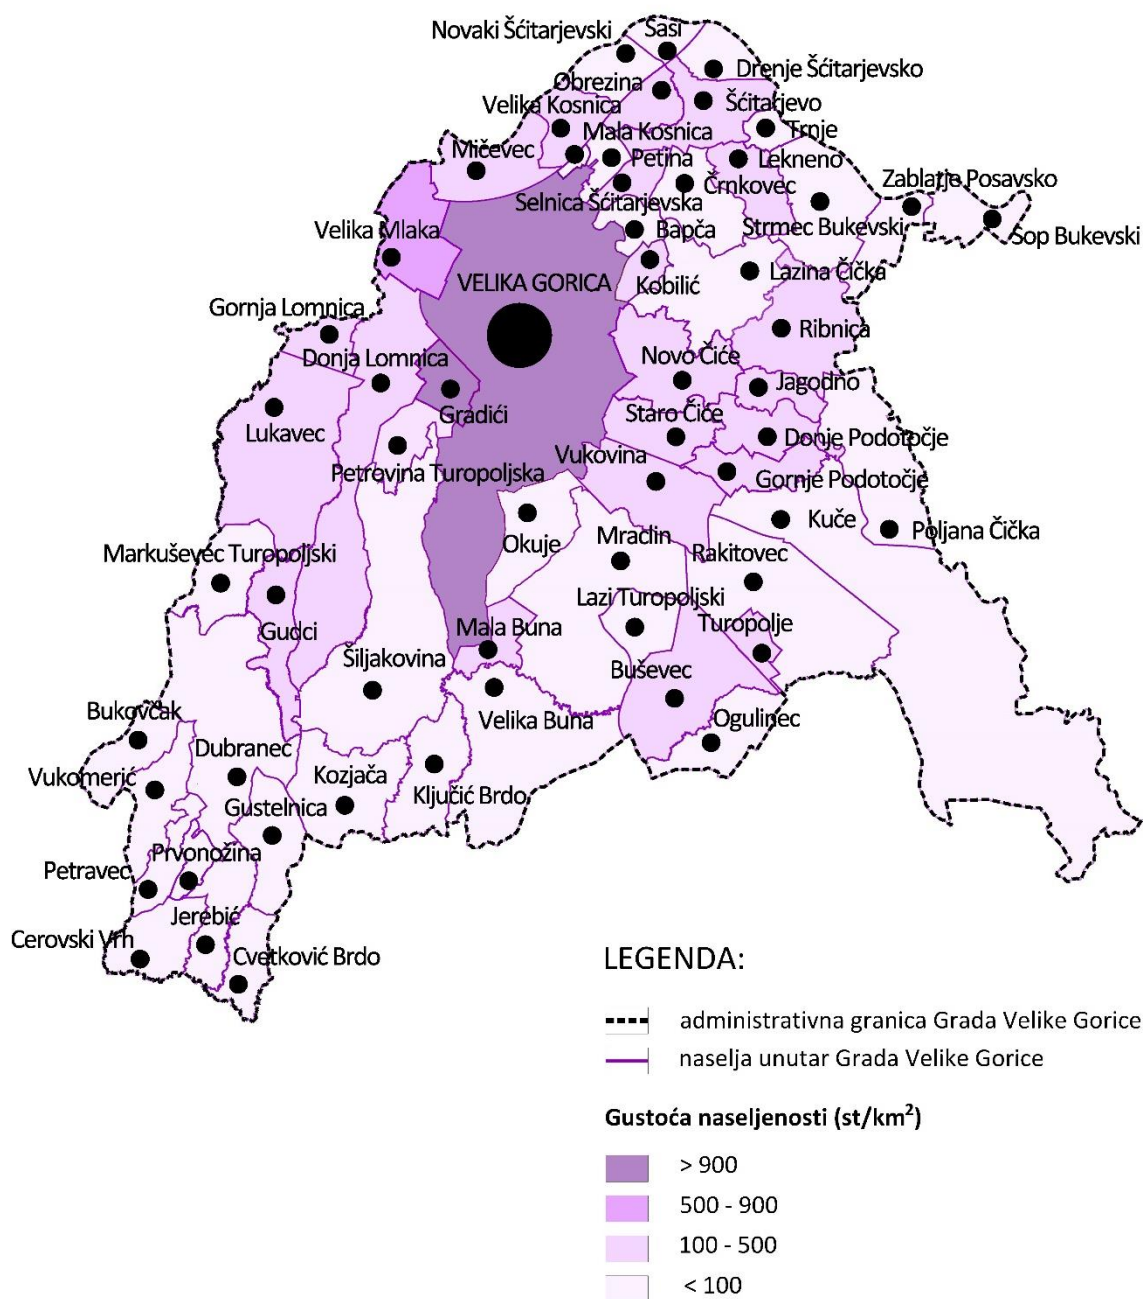 Novaki Šćitarjevski
Sasi
Drenje Šćitarjevsko
Obrezina
Šćitarjevo
Velika Kosnica
Mala Kosnica
Trnje
Mičevec
Petina
Lekneno
Črnkovec
Zablatje Posavsko
Selnica Šćitarjevska
Strmec Bukevski
Sop Bukevski
Velika Mlaka
Bapča
VELIKA GORICA
Kobilić
Lazina Čička
Gornja Lomnica
Ribnica
Donja Lomnica
Novo Čiče
Jagodno
Gradići
Lukavec
Staro Čiče
Donje Podotočje
Vukovina
Petrovina Turopoljska
Gornje Podotočje
Kuče
Poljana Čička
Okuje
Mraclin
Rakitovec
Markuševec Turopoljski
Lazi Turopoljski
Turopolje
Gudci
Mala Buna
Šiljakovina
Buševec
Bukovčak
Velika Buna
Ogulinec
Dubranec
Vukomerić
Kozjača
Ključić Brdo
Gustelnica
Prvonožina
Petravec
Jerebić
Cerovski Vrh
Cvetković Brdo
LEGENDA:
administrativna granica Grada Velike Gorice
naselja unutar Grada Velike Gorice
Gustoća naseljenosti (st/km²)
> 900
500 - 900
100 - 500
< 100